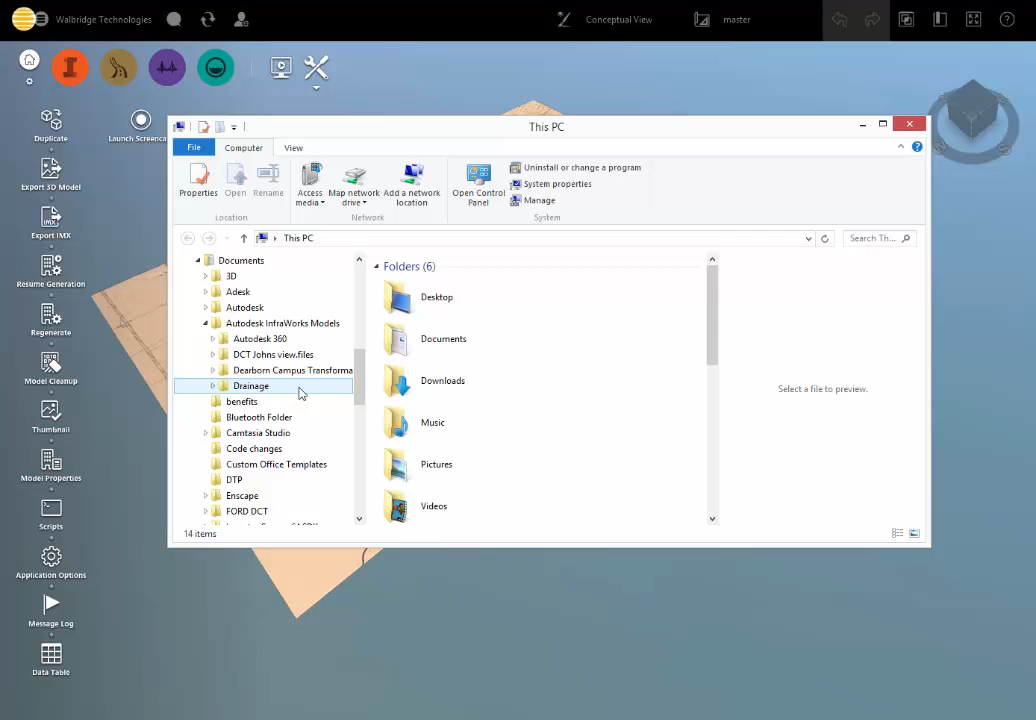 Walbridge Technologies
Conceptual View
master
Duplicate
Launch Screenca
Export 3D Model
Export IMX
Resume Generation
Regenerate
Model Cleanup
Thumbnail
Model Properties
Scripts
Application Options
Message Log
Data Table
This PC
File
Computer
View
Properties
Open
Rename
Access media
Map network drive
Add a network location
Open Control Panel
Uninstall or change a program
System properties
Manage
Location
Network
System
This PC
Search Th...
Documents
3D
Adesk
Autodesk
Autodesk InfraWorks Models
Autodesk 360
DCT Johns view.files
Dearborn Campus Transforma
Drainage
benefits
Bluetooth Folder
Camtasia Studio
Code changes
Custom Office Templates
DTP
Enscape
FORD DCT
Folders (6)
Desktop
Documents
Downloads
Music
Pictures
Videos
Select a file to preview.
14 items